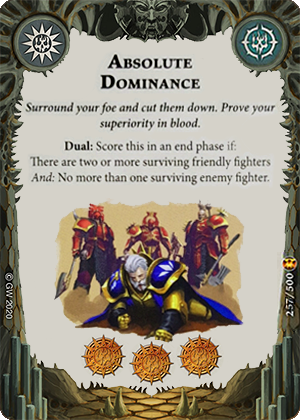 ABSOLUTE
DOMINANCE
Surround your foe and cut them down. Prove your
superiority in blood.
Dual: Score this in an end phase if:
There are two or more surviving friendly fighters
And: No more than one surviving enemy fighter.
© GW 2020
257/500